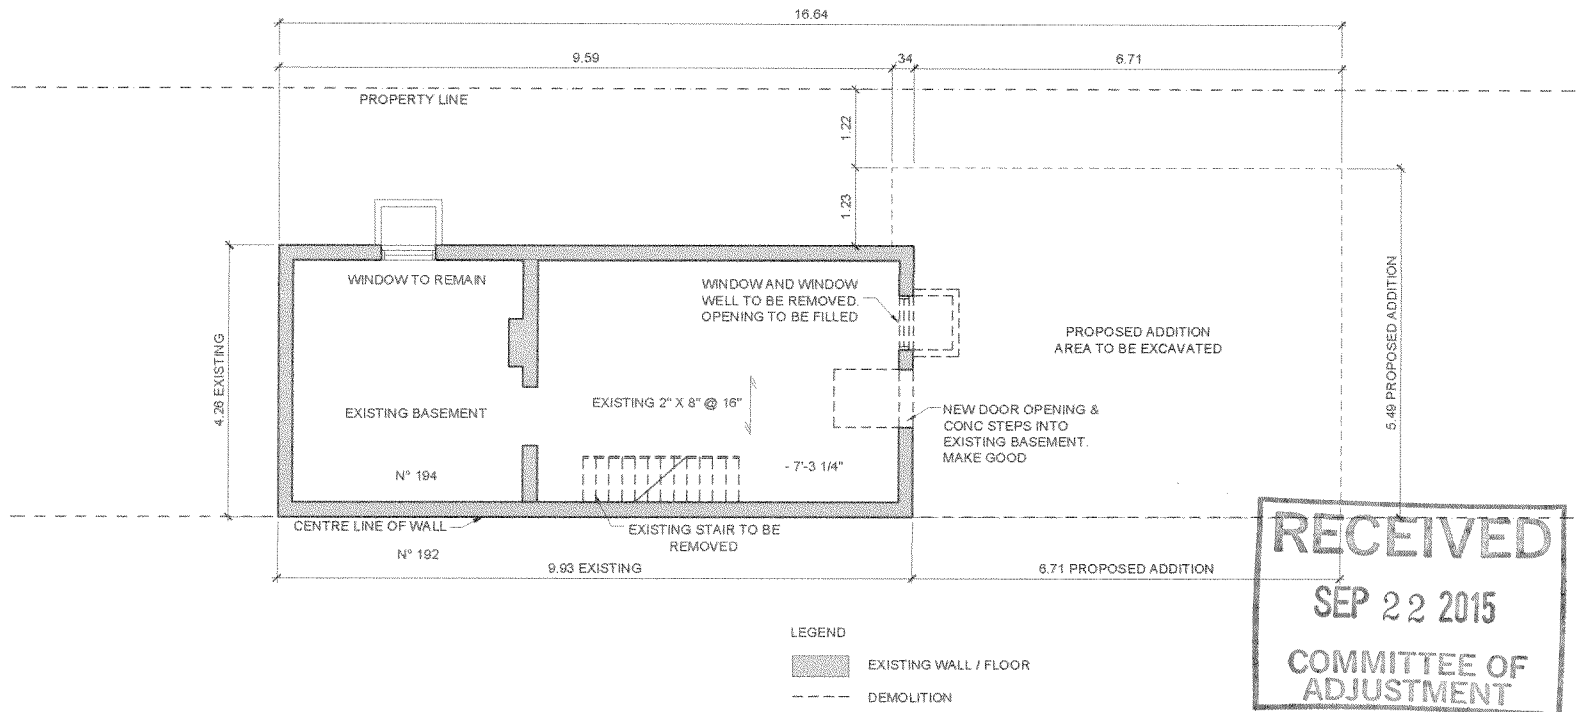 16.64
9.59
34
6.71
PROPERTY LINE
1.22
1.23
WINDOW TO REMAIN
WINDOW AND WINDOW
WELL TO BE REMOVED.
OPENING TO BE FILLED
PROPOSED ADDITION
AREA TO BE EXCAVATED
4.26 EXISTING
5.49 PROPOSED ADDITION
EXISTING BASEMENT
EXISTING 2" X 8" @ 16"
NEW DOOR OPENING &
CONC STEPS INTO
EXISTING BASEMENT.
MAKE GOOD
N° 194
- 7'-3 1/4"
CENTRE LINE OF WALL
EXISTING STAIR TO BE
REMOVED
N° 192
9.93 EXISTING
6.71 PROPOSED ADDITION
RECEIVED
SEP 22 2015
COMMITTEE OF
ADJUSTMENT
LEGEND
EXISTING WALL / FLOOR
DEMOLITION